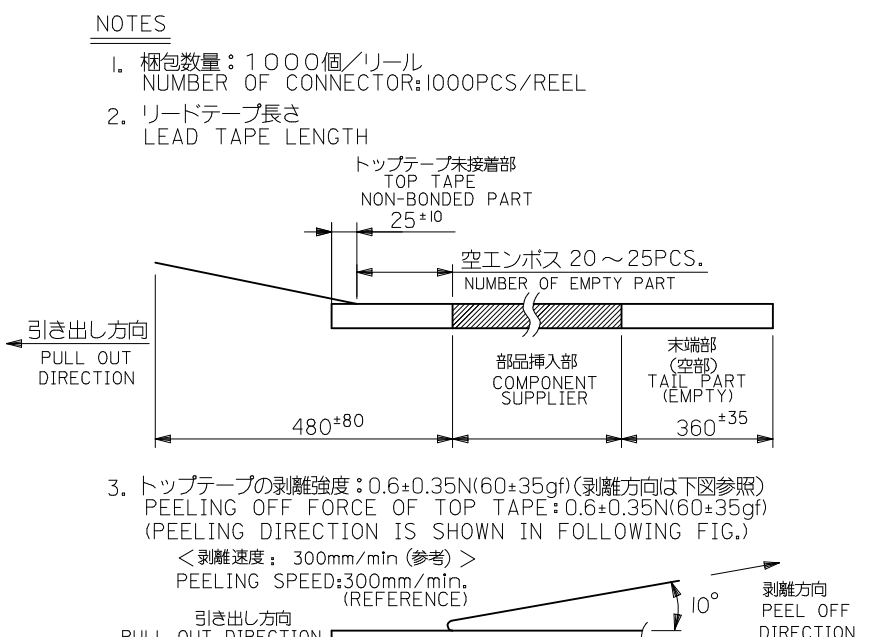 NOTES
1. 梱包数量：1000個／リール
NUMBER OF CONNECTOR:1000PCS/REEL
2. リードテープ長さ
LEAD TAPE LENGTH
トップテープ未接着部
TOP TAPE
NON-BONDED PART
25±10
空エンボス 20～25PCS.
NUMBER OF EMPTY PART
引き出し方向
PULL OUT
DIRECTION
部品挿入部
COMPONENT
SUPPLIER
末端部
(空部)
TAIL PART
(EMPTY)
480±80
360±35
3. トップテープの剥離強度：0.6±0.35N(60±35gf)(剥離方向は下図参照)
PEELING OFF FORCE OF TOP TAPE:0.6±0.35N(60±35gf)
(PEELING DIRECTION IS SHOWN IN FOLLOWING FIG.)
＜剥離速度： 300mm/min (参考)＞
PEELING SPEED:300mm/min.
(REFERENCE)
10°
剥離方向
PEEL OFF
DIRECTION
引き出し方向
PULL OUT DIRECTION